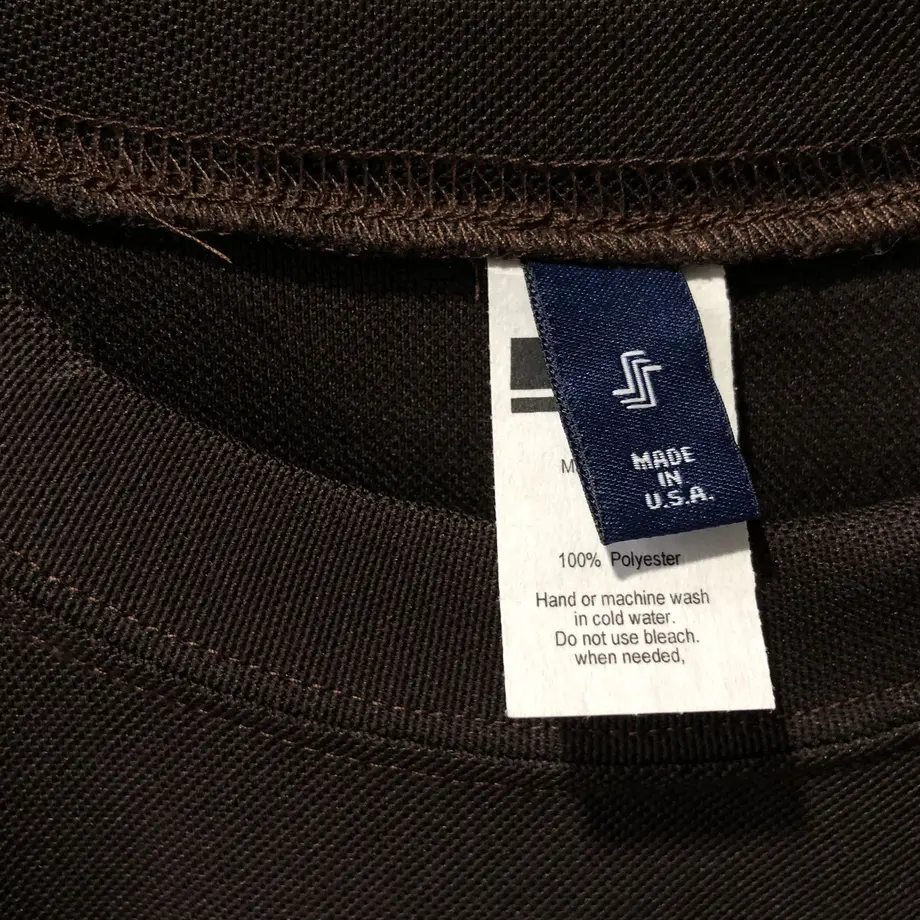 MADE
IN
U.S.A.
100% Polyester
Hand or machine wash
in cold water.
Do not use bleach.
when needed,